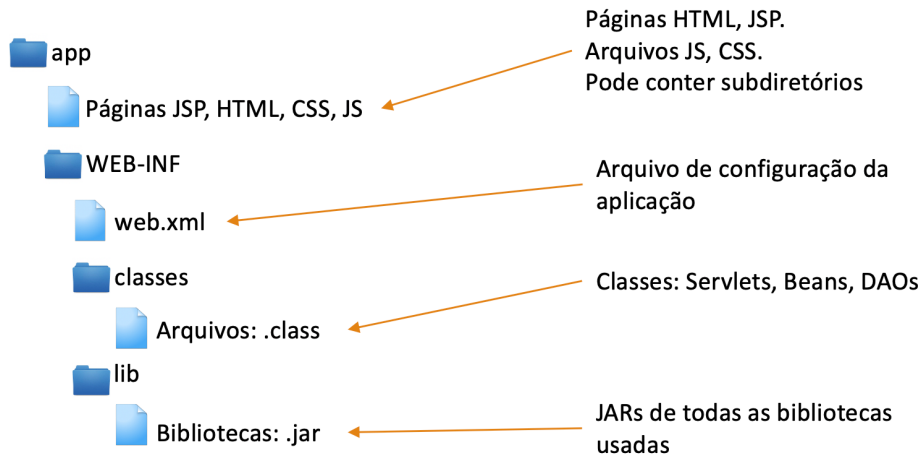 Páginas HTML, JSP.
Arquivos JS, CSS.
Pode conter subdiretórios
app
Páginas JSP, HTML, CSS, JS
WEB-INF
Arquivo de configuração da
aplicação
web.xml
classes
Classes: Servlets, Beans, DAOs
Arquivos: .class
lib
JARs de todas as bibliotecas
usadas
Bibliotecas: .jar